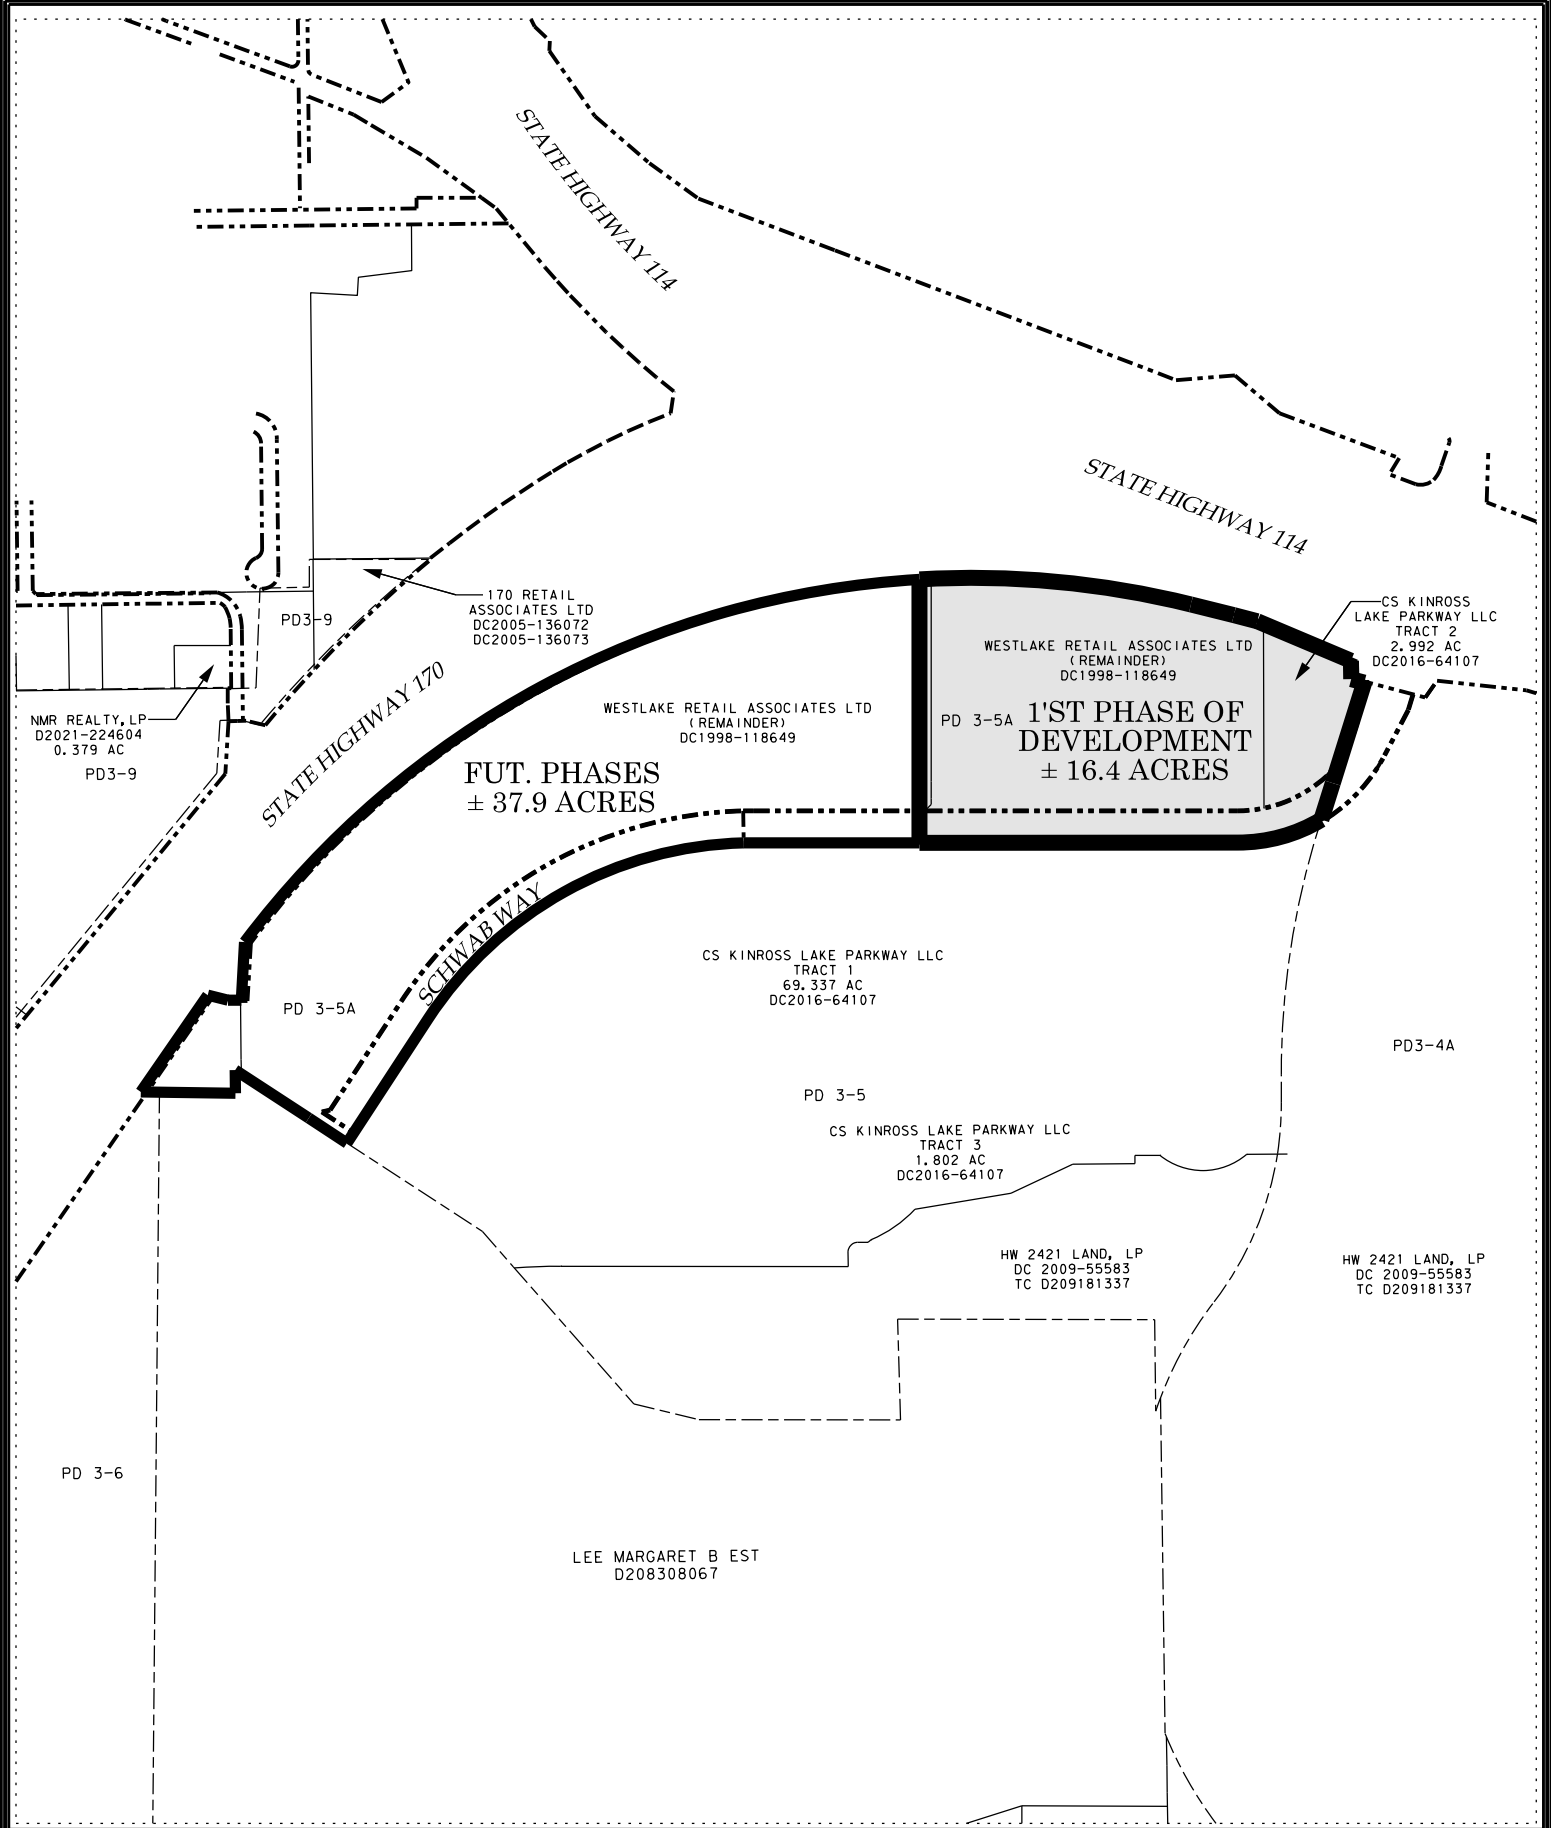 STATE HIGHWAY 114
STATE HIGHWAY 114
170 RETAIL
ASSOCIATES LTD
DC2005-136072
DC2005-136073
PD3-9
CS KINROSS
LAKE PARKWAY LLC
TRACT 2
2.992 AC
DC2016-64107
WESTLAKE RETAIL ASSOCIATES LTD
(REMAINDER)
DC1998-118649
PD 3-5A
1'ST PHASE OF
DEVELOPMENT
± 16.4 ACRES
STATE HIGHWAY 170
WESTLAKE RETAIL ASSOCIATES LTD
(REMAINDER)
DC1998-118649
NMR REALTY,LP
D2021-224604
0.379 AC
PD3-9
FUT. PHASES
± 37.9 ACRES
SCHWAB WAY
CS KINROSS LAKE PARKWAY LLC
TRACT 1
69.337 AC
DC2016-64107
PD 3-5A
PD3-4A
PD 3-5
CS KINROSS LAKE PARKWAY LLC
TRACT 3
1.802 AC
DC2016-64107
HW 2421 LAND, LP
DC 2009-55583
TC D209181337
HW 2421 LAND, LP
DC 2009-55583
TC D209181337
PD 3-6
LEE MARGARET B EST
D208308067